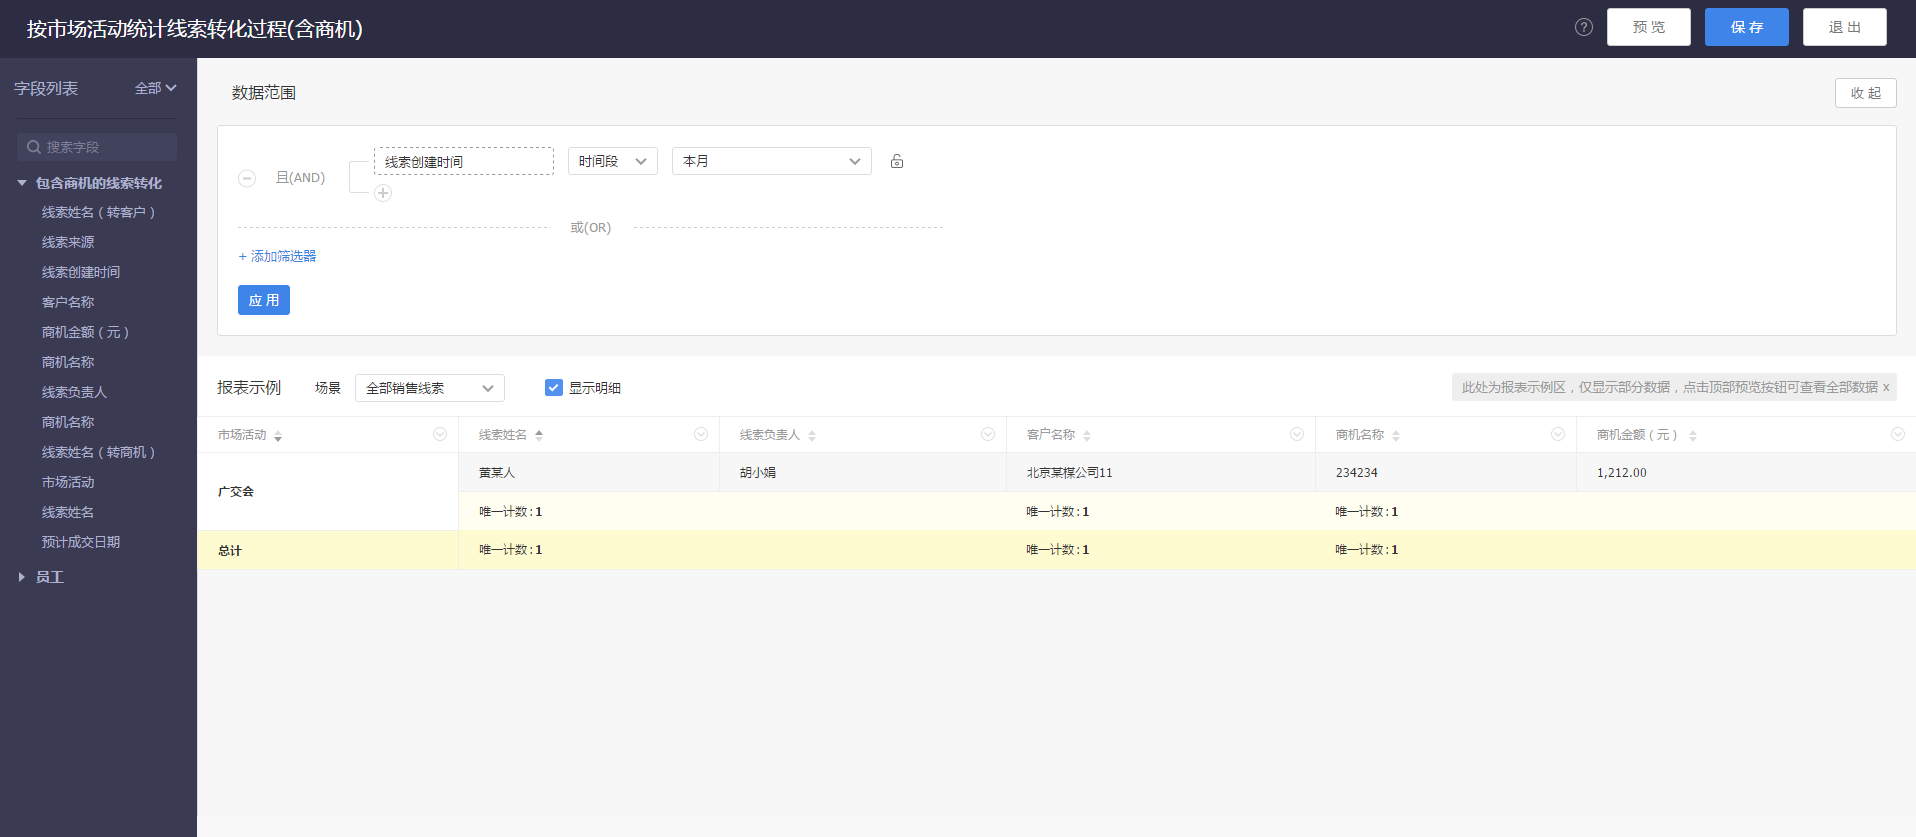 按市场活动统计线索转化过程(含商机)
?
预 览
保 存
退 出
字段列表
全部
搜索字段
包含商机的线索转化
线索姓名（转客户）
线索来源
线索创建时间
客户名称
商机金额（元）
商机名称
线索负责人
商机名称
线索姓名（转商机）
市场活动
线索姓名
预计成交日期
员工
数据范围
收 起
且(AND)
线索创建时间
时间段
本月
或(OR)
+ 添加筛选器
应 用
报表示例
场景
全部销售线索
显示明细
此处为报表示例区，仅显示部分数据，点击顶部预览按钮可查看全部数据 x
市场活动
线索姓名
线索负责人
客户名称
商机名称
商机金额（元）
广交会
董某人
胡小娟
北京某楳公司11
234234
1,212.00
唯一计数:1
唯一计数:1
唯一计数:1
总计
唯一计数:1
唯一计数:1
唯一计数:1